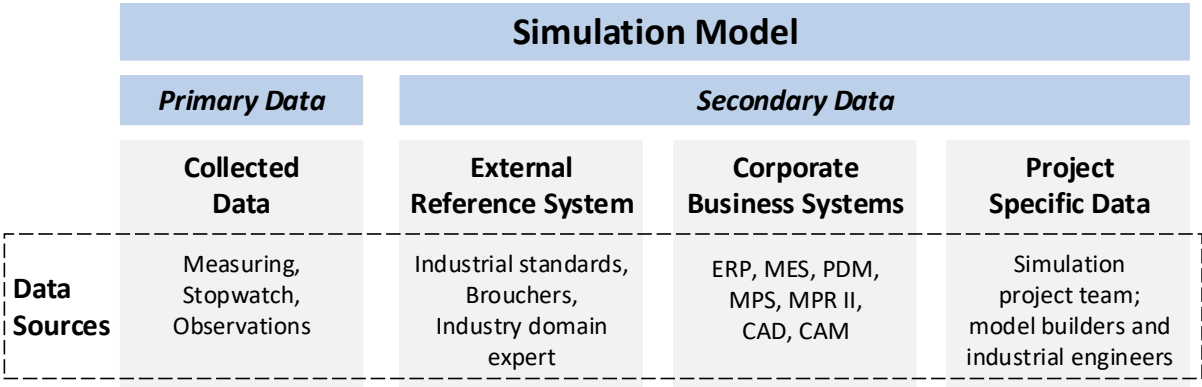 Simulation Model
Primary Data
Secondary Data
Collected
Data
External
Reference System
Corporate
Business Systems
Project
Specific Data
Data
Sources
Measuring,
Stopwatch,
Observations
Industrial standards,
Brouchers,
Industry domain
expert
ERP, MES, PDM,
MPS, MPR II,
CAD, CAM
Simulation
project team;
model builders and
industrial engineers